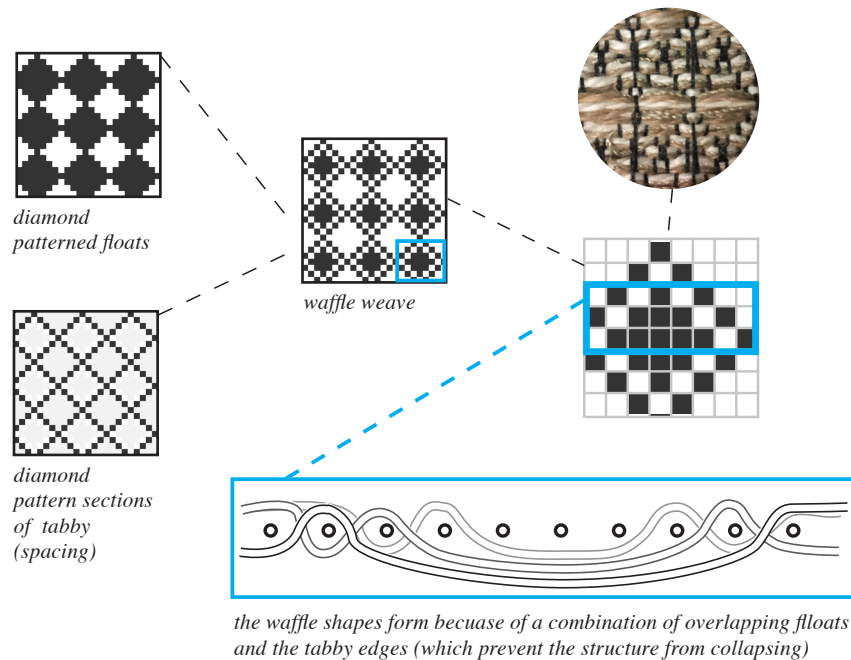 diamond
patterned floats
waffle weave
diamond
pattern sections
of tabby
(spacing)
the waffle shapes form becuase of a combination of overlapping flloats
and the tabby edges (which prevent the structure from collapsing)